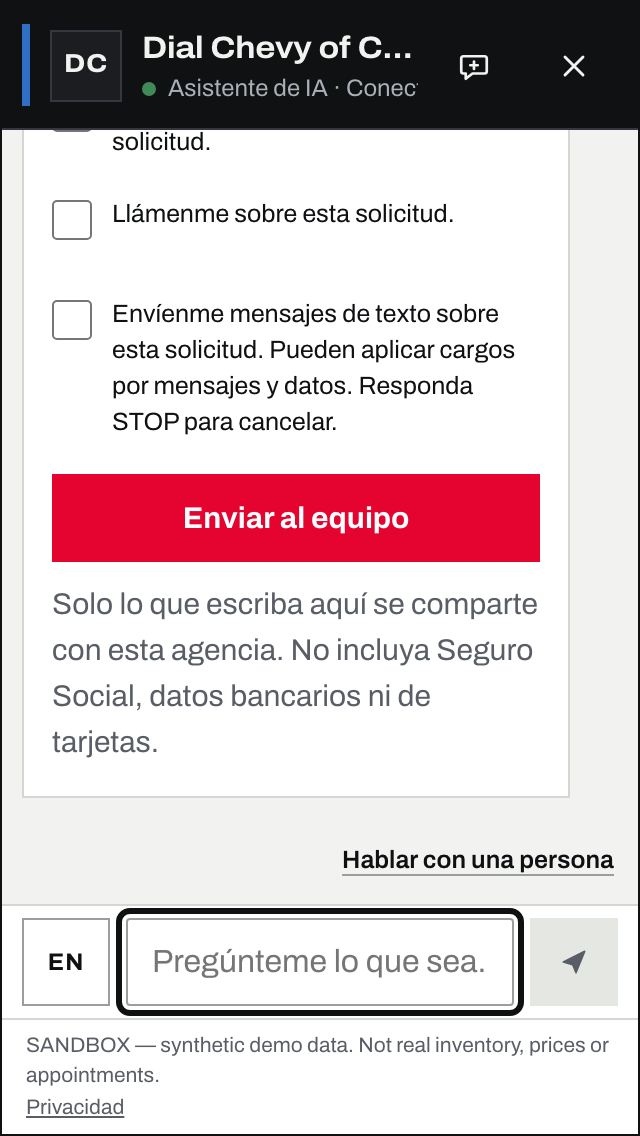 DC
Dial Chevy of C...
Asistente de IA · Conec
solicitud.
Llámenme sobre esta solicitud.
Envíenme mensajes de texto sobre
esta solicitud. Pueden aplicar cargos
por mensajes y datos. Responda
STOP para cancelar.
Enviar al equipo
Solo lo que escriba aquí se comparte
con esta agencia. No incluya Seguro
Social, datos bancarios ni de
tarjetas.
Hablar con una persona
EN
Pregúnteme lo que sea.
SANDBOX — synthetic demo data. Not real inventory, prices or
appointments.
Privacidad